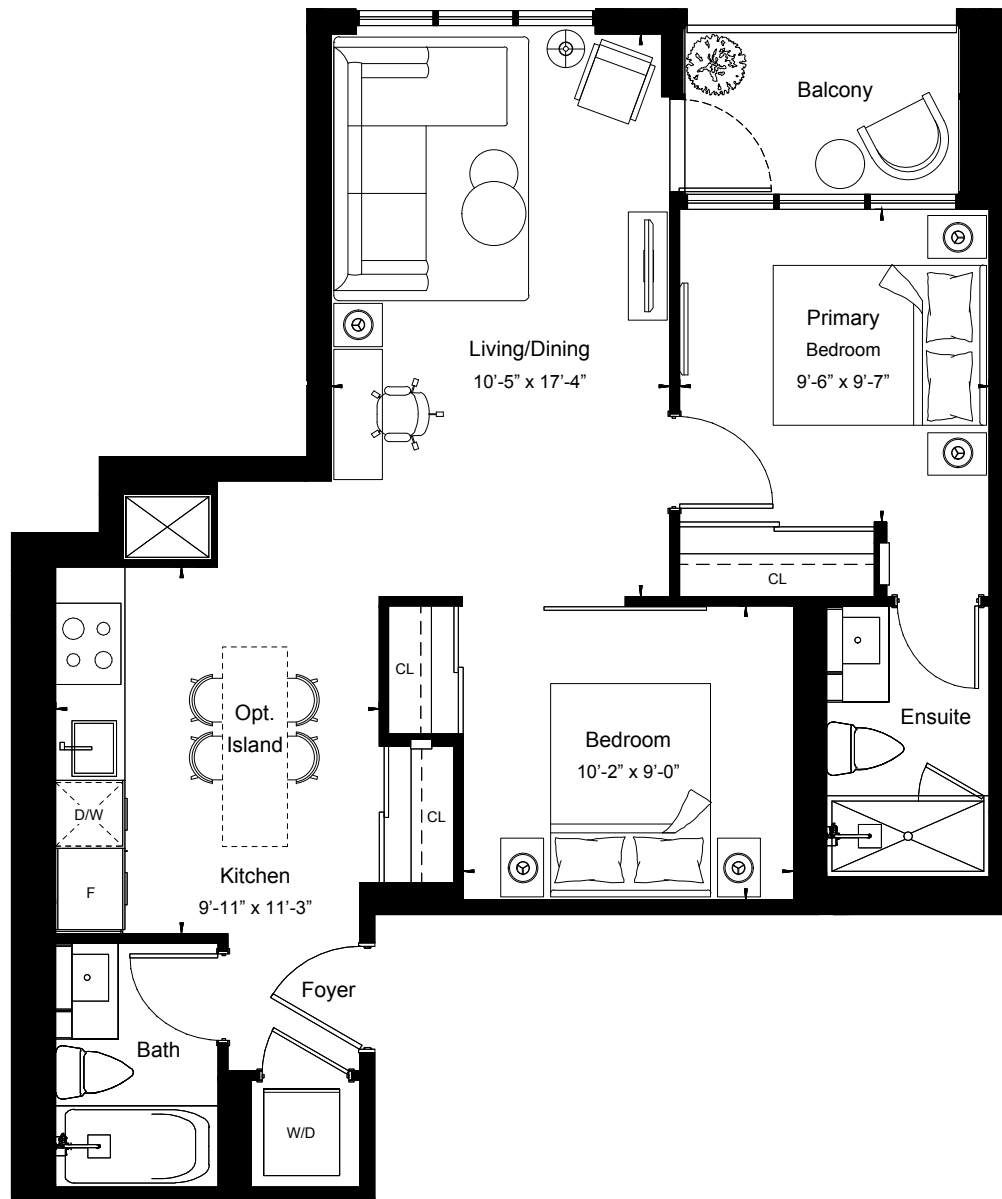 Balcony
Primary
Bedroom
9’-6” x 9’-7”
Living/Dining
10’-5” x 17’-4”
CL
CL
Opt.
Island
Bedroom
10’-2” x 9’-0”
Ensuite
D/W
CL
F
Kitchen
9’-11” x 11’-3”
Foyer
Bath
W/D